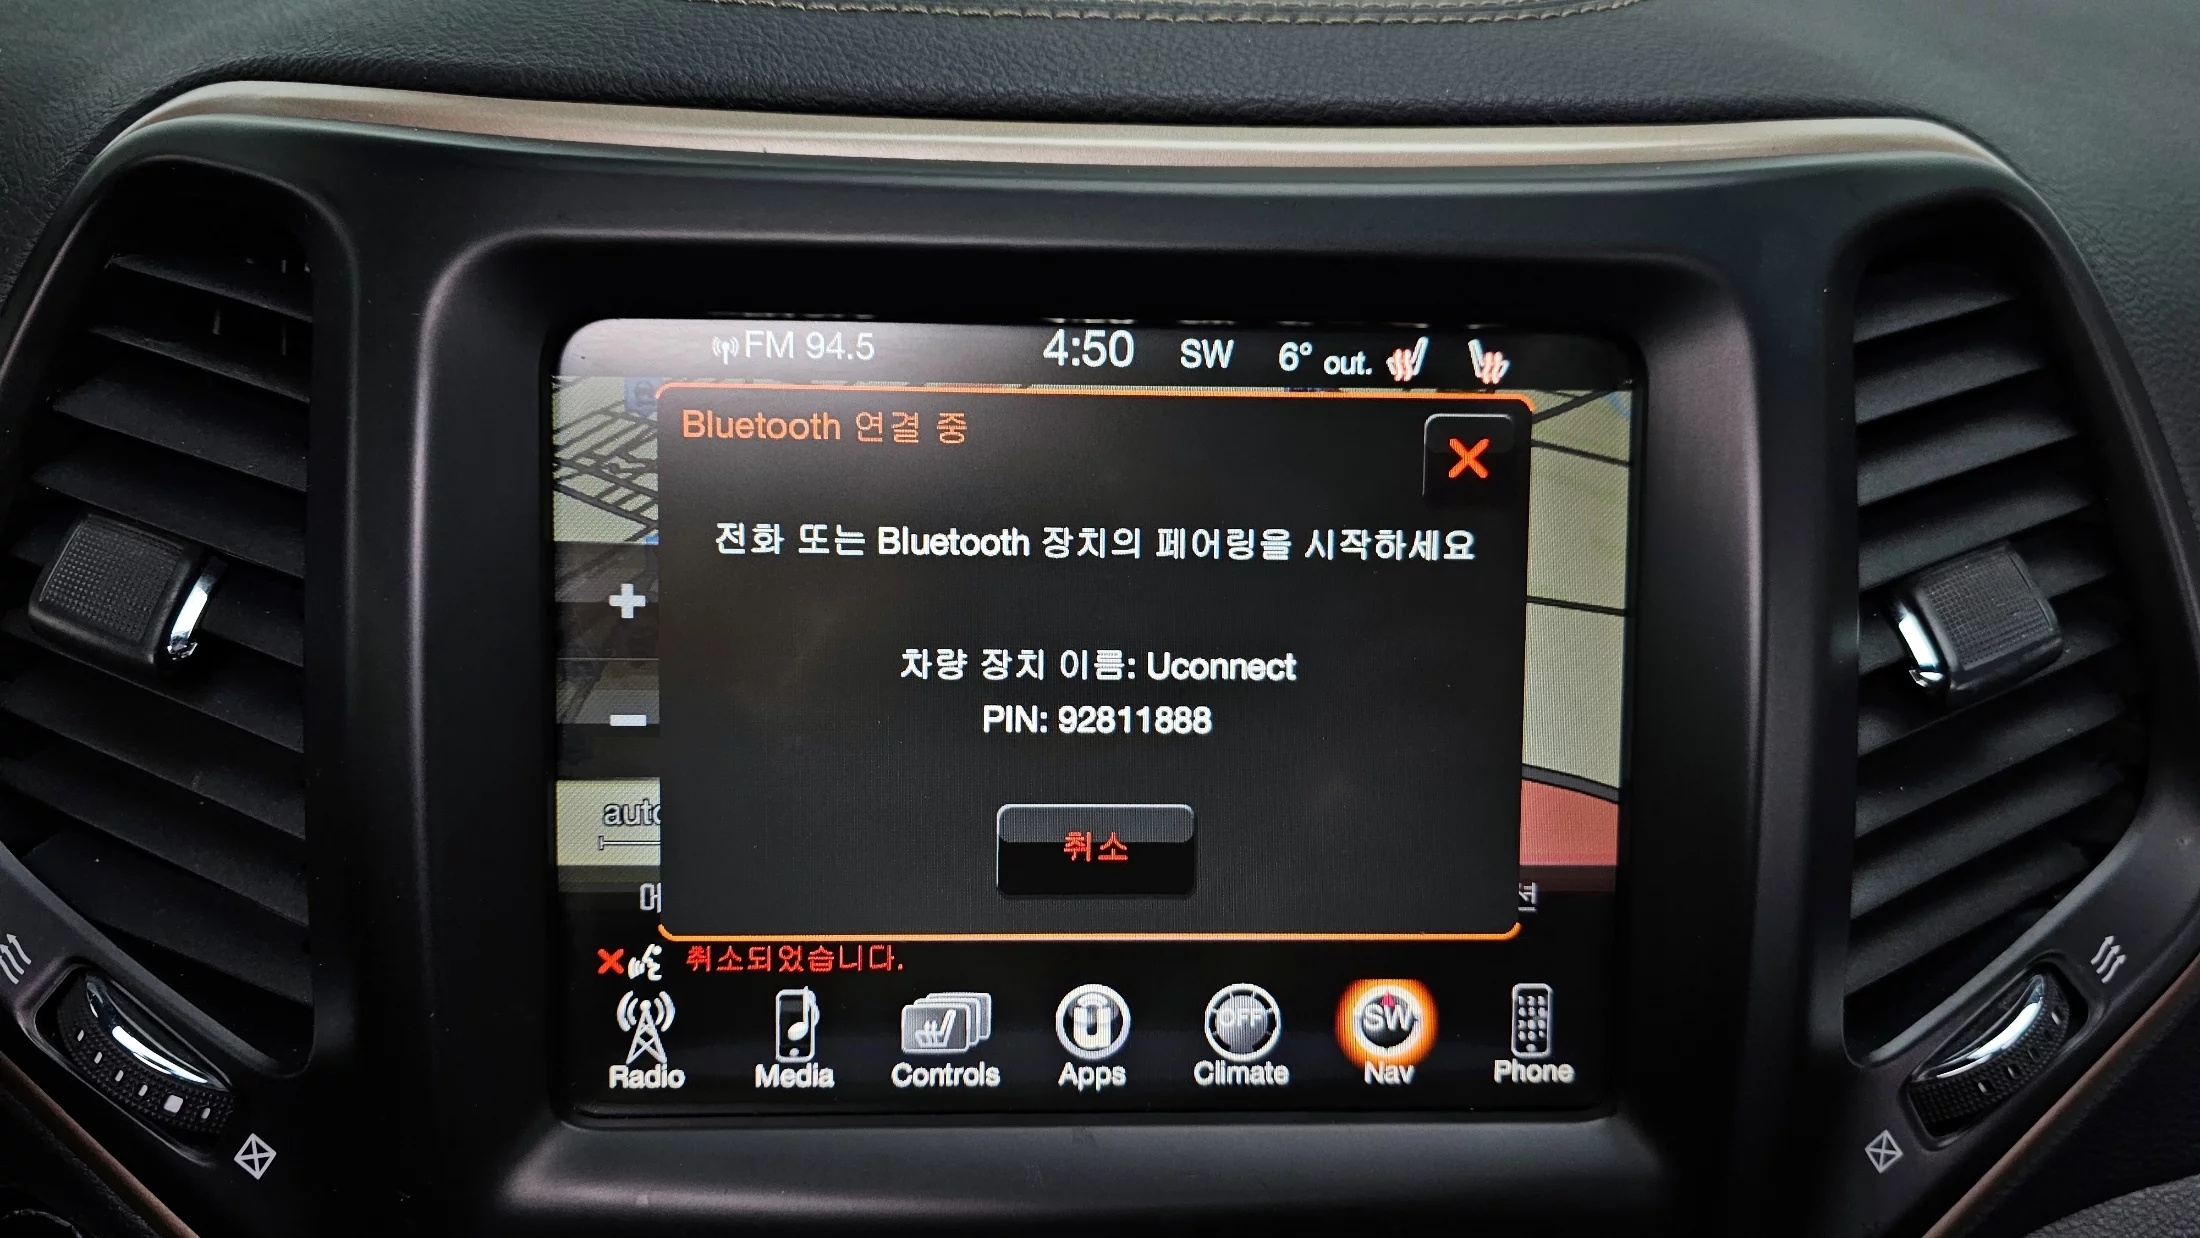 FM 94.5 4:50 SW 6° out.
Bluetooth 연결 중
전화 또는 Bluetooth 장치의 페어링을 시작하세요
차량 장치 이름: Uconnect
PIN: 92811888
auto
취소
취소되었습니다.
OFF SW
Radio Media Controls Apps Climate Nav Phone